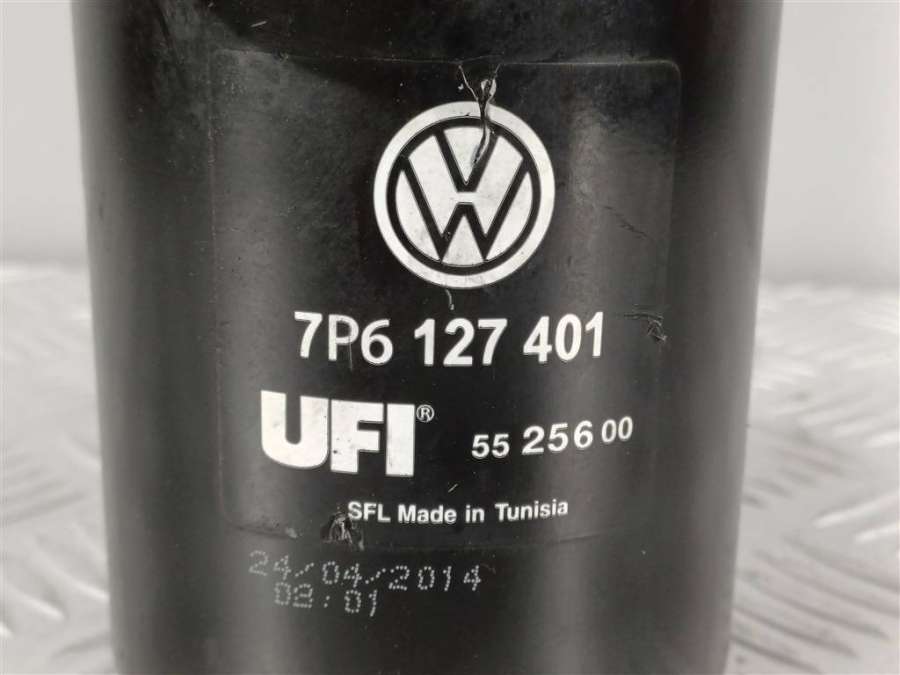 7P6 127 401
UFI® 55 256 00
SFL Made in Tunisia
24/04/2014
08:01